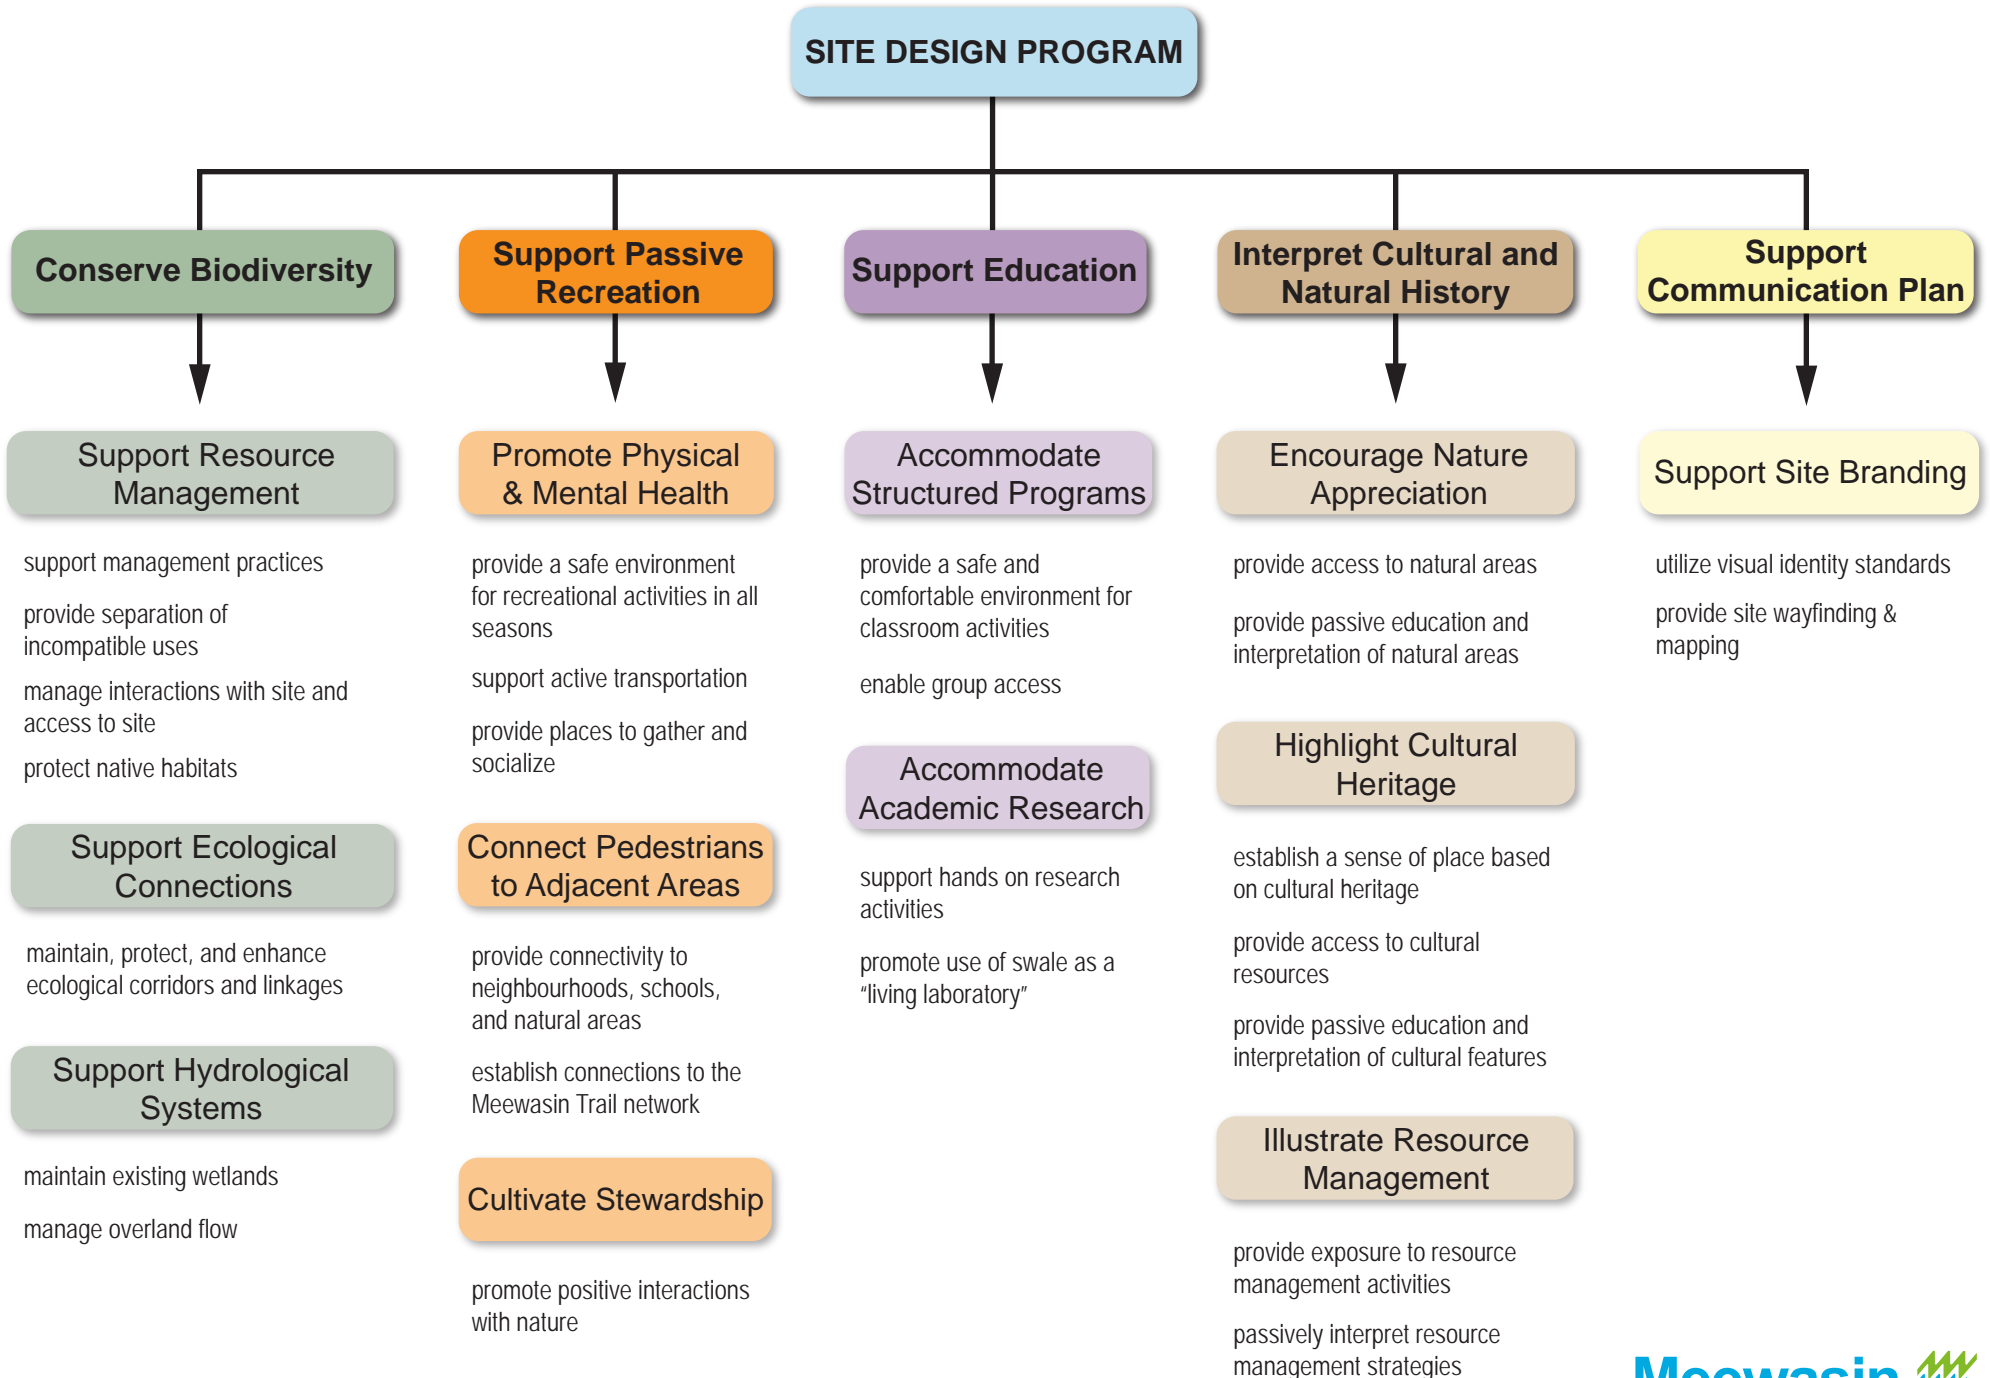 SITE DESIGN PROGRAM
Conserve Biodiversity
Support Resource
Management
support management practices
provide separation of
incompatible uses
manage interactions with site and
access to site
protect native habitats
Support Ecological
Connections
maintain, protect, and enhance
ecological corridors and linkages
Support Hydrological
Systems
maintain existing wetlands
manage overland flow
Support Passive
Recreation
Promote Physical
& Mental Health
provide a safe environment
for recreational activities in all
seasons
support active transportation
provide places to gather and
socialize
Connect Pedestrians
to Adjacent Areas
provide connectivity to
neighbourhoods, schools,
and natural areas
establish connections to the
Meewasin Trail network
Cultivate Stewardship
promote positive interactions
with nature
Support Education
Accommodate
Structured Programs
provide a safe and
comfortable environment for
classroom activities
enable group access
Accommodate
Academic Research
support hands on research
activities
promote use of swale as a
“living laboratory”
Interpret Cultural and
Natural History
Encourage Nature
Appreciation
provide access to natural areas
provide passive education and
interpretation of natural areas
Highlight Cultural
Heritage
establish a sense of place based
on cultural heritage
provide access to cultural
resources
provide passive education and
interpretation of cultural features
Illustrate Resource
Management
provide exposure to resource
management activities
passively interpret resource
management strategies
Support
Communication Plan
Support Site Branding
utilize visual identity standards
provide site wayfinding &
mapping
Meewasin